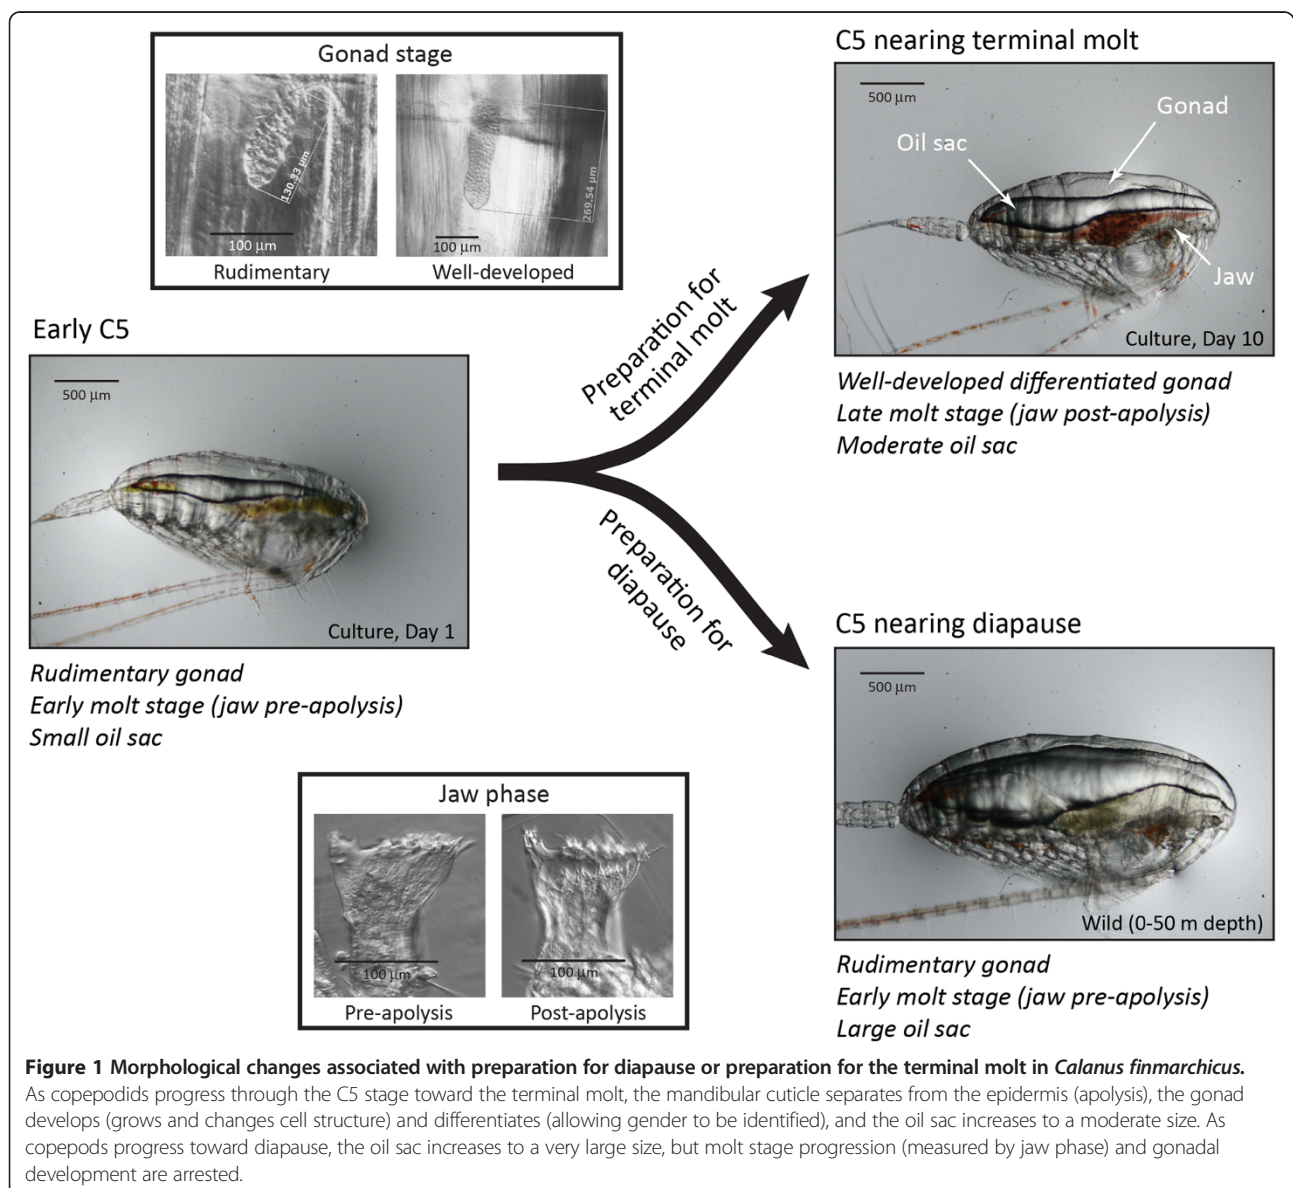 Gonad stage
130.33 µm
100 µm
Rudimentary
269.54 µm
100 µm
Well-developed
Early C5
500 µm
Culture, Day 1
Rudimentary gonad
Early molt stage (jaw pre-apolysis)
Small oil sac
Preparation for
terminal molt
Preparation for
diapause
C5 nearing terminal molt
500 µm
Gonad
Oil sac
Jaw
Culture, Day 10
Well-developed differentiated gonad
Late molt stage (jaw post-apolysis)
Moderate oil sac
C5 nearing diapause
500 µm
Wild (0-50 m depth)
Rudimentary gonad
Early molt stage (jaw pre-apolysis)
Large oil sac
Jaw phase
100 µm
Pre-apolysis
100 µm
Post-apolysis
Figure 1 Morphological changes associated with preparation for diapause or preparation for the terminal molt in Calanus finmarchicus.
As copepodids progress through the C5 stage toward the terminal molt, the mandibular cuticle separates from the epidermis (apolysis), the gonad
develops (grows and changes cell structure) and differentiates (allowing gender to be identified), and the oil sac increases to a moderate size. As
copepods progress toward diapause, the oil sac increases to a very large size, but molt stage progression (measured by jaw phase) and gonadal
development are arrested.